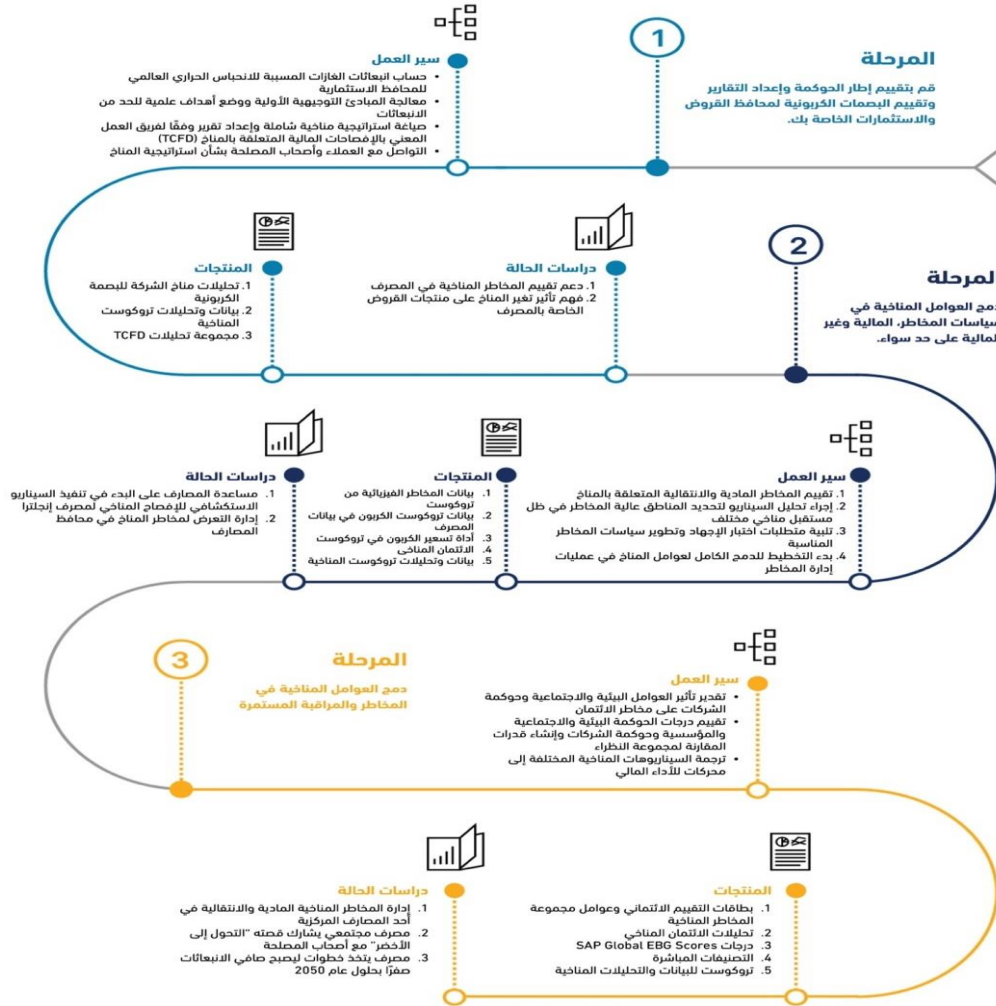 1
المرحلة
قم بتقييم إطار الحوكمة وإعداد التقارير
وتقييم البصمات الكربونية لمحافظ القروض
والاستثمارات الخاصة بك.
سير العمل
• حساب انبعاثات الغازات المسببة للانحباس الحراري العالمي
للمحافظ الاستثمارية
• معالجة المبادئ التوجيهية الأولية ووضع أهداف علمية للحد من
الانبعاثات
• صياغة استراتيجية مناخية شاملة وإعداد تقرير وفقًا لفريق العمل
المعني بالإفصاحات المالية المتعلقة بالمناخ (TCFD)
• التواصل مع العملاء وأصحاب المصلحة بشأن استراتيجية المناخ
المنتجات
1. تحليلات مناخ الشركة للبصمة
الكربونية
2. بيانات وتحليلات تروكوست
المناخية
3. مجموعة تحليلات TCFD
دراسات الحالة
1. دعم تقييم المخاطر المناخية في المصرف
2. فهم تأثير تغير المناخ على منتجات القروض
الخاصة بالمصرف
2
لمرحلة
دمج العوامل المناخية في
سياسات المخاطر، المالية وغير
لمالية على حد سواء.
سير العمل
1. تقييم المخاطر المادية والانتقالية المتعلقة بالمناخ
2. إجراء تحليل السيناريو لتحديد المناطق عالية المخاطر في ظل
مستقبل مناخي مختلف
3. تلبية متطلبات اختبار الإجهاد وتطوير سياسات المخاطر
المناسبة
4. بدء التخطيط للدمج الكامل لعوامل المناخ في عمليات
إدارة المخاطر
المنتجات
1. بيانات المخاطر الفيزيائية من
تروكوست
2. بيانات تروكوست الكربون في بيانات
المصرف
3. أداة تسعير الكربون في تروكوست
4. الائتمان المناخي
5. بيانات وتحليلات تروكوست المناخية
دراسات الحالة
1. مساعدة المصارف على البدء في تنفيذ السيناريو
الاستكشافي للإفصاح المناخي لمصرف إنجلترا
2. إدارة التعرض لمخاطر المناخ في محافظ
المصارف
3
المرحلة
دمج العوامل المناخية في
المخاطر والمراقبة المستمرة
سير العمل
• تقدير تأثير العوامل البيئية والاجتماعية وحوكمة
الشركات على مخاطر الائتمان
• تقييم درجات الحوكمة البيئية والاجتماعية
والمؤسسية وحوكمة الشركات وإنشاء قدرات
المقارنة لمجموعة النظراء
• ترجمة السيناريوهات المناخية المختلفة إلى
محركات للأداء المالي
المنتجات
1. بطاقات التقييم الائتماني وعوامل مجموعة
المخاطر المناخية
2. تحليلات الائتمان المناخي
3. درجات SAP Global EBG Scores
4. التصنيفات المباشرة
5. تروكوست للبيانات والتحليلات المناخية
دراسات الحالة
1. إدارة المخاطر المناخية المادية والانتقالية في
أحد المصارف المركزية
2. مصرف مجتمعي يشارك قصته "التحول إلى
الأخضر" مع أصحاب المصلحة
3. مصرف يتخذ خطوات ليصبح صافي الانبعاثات
صفرًا بحلول عام 2050